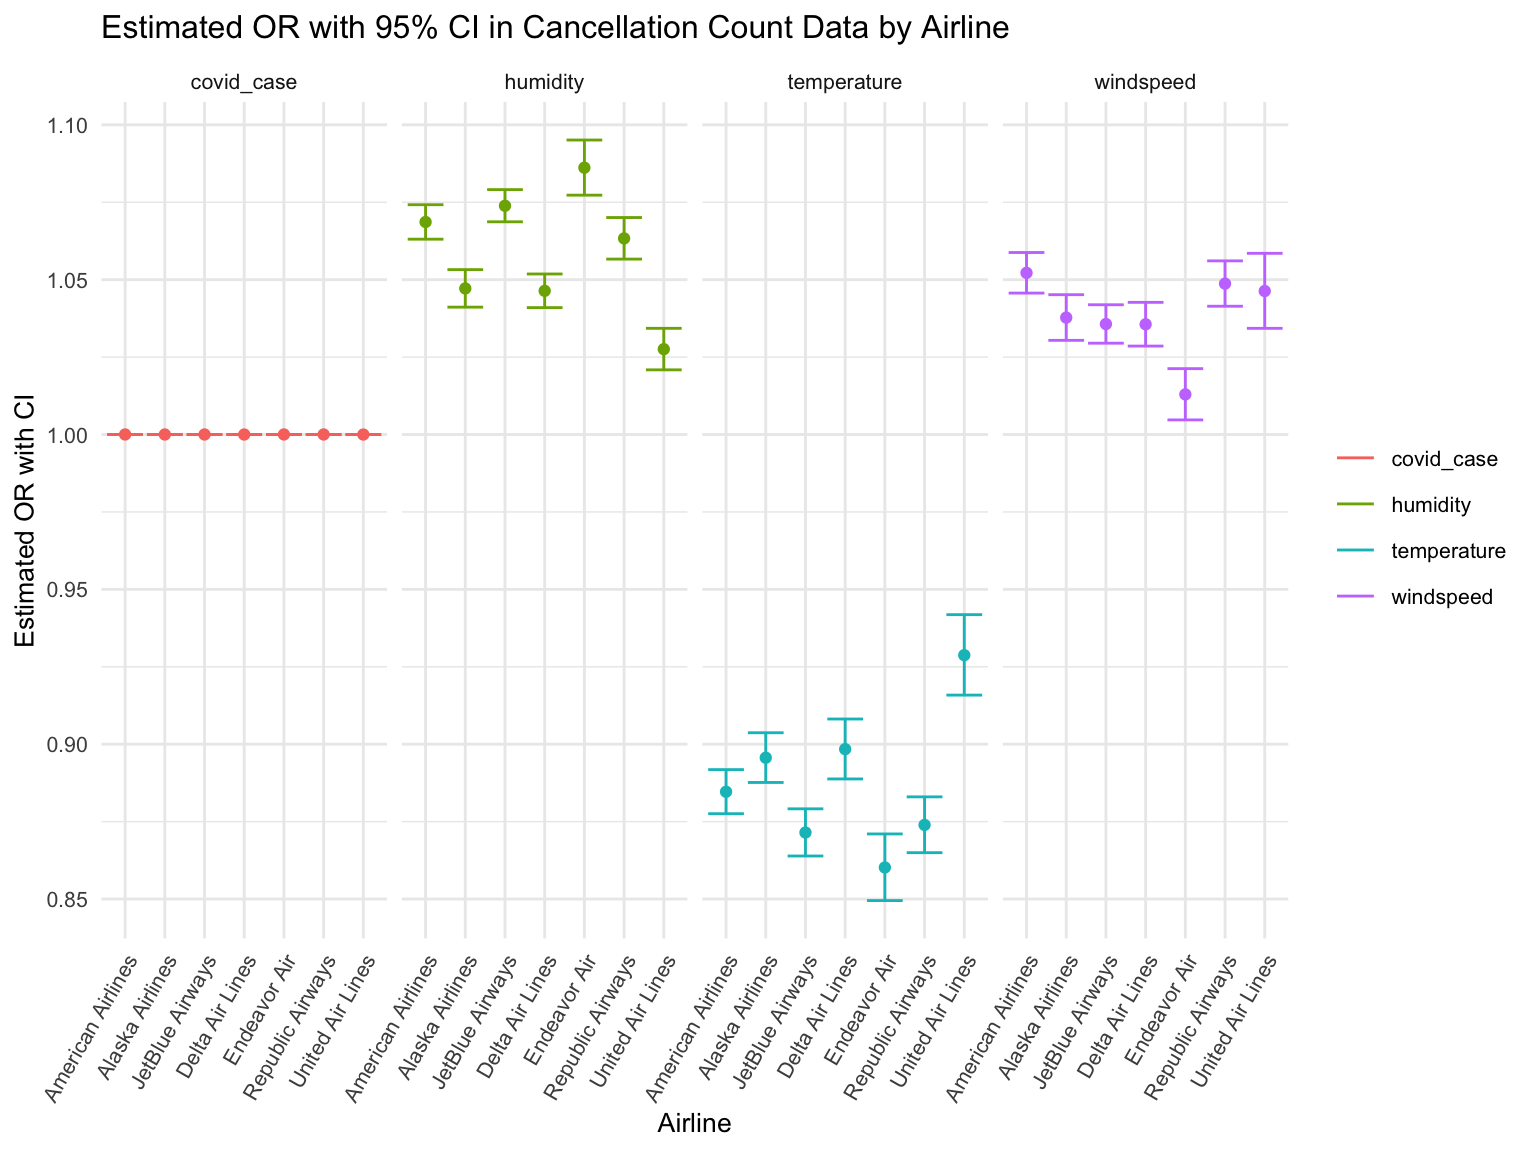 Estimated OR with 95% CI in Cancellation Count Data by Airline
covid_case
humidity
temperature
windspeed
Estimated OR with CI
1.10
1.05
1.00
0.95
0.90
0.85
American Airlines
Alaska Airlines
JetBlue Airways
Delta Air Lines
Endeavor Air
Republic Airways
United Air Lines
American Airlines
Alaska Airlines
JetBlue Airways
Delta Air Lines
Endeavor Air
Republic Airways
United Air Lines
American Airlines
Alaska Airlines
JetBlue Airways
Delta Air Lines
Endeavor Air
Republic Airways
United Air Lines
American Airlines
Alaska Airlines
JetBlue Airways
Delta Air Lines
Endeavor Air
Republic Airways
United Air Lines
Airline
covid_case
humidity
temperature
windspeed